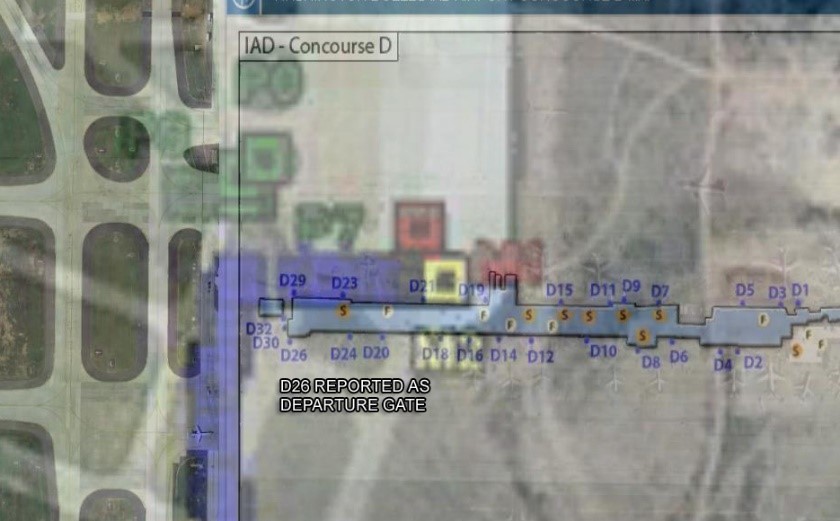 IAD - Concourse D
P7
D29
D23
D19
D15
D11
D9
D7
D5
D3
D1
S
F
F
F
S
F
S
S
S
S
S
F
F
F
S
D32
D30
D26
D24
D20
D18
D16
D14
D12
D10
D8
D6
D4
D2
D26 REPORTED AS
DEPARTURE GATE